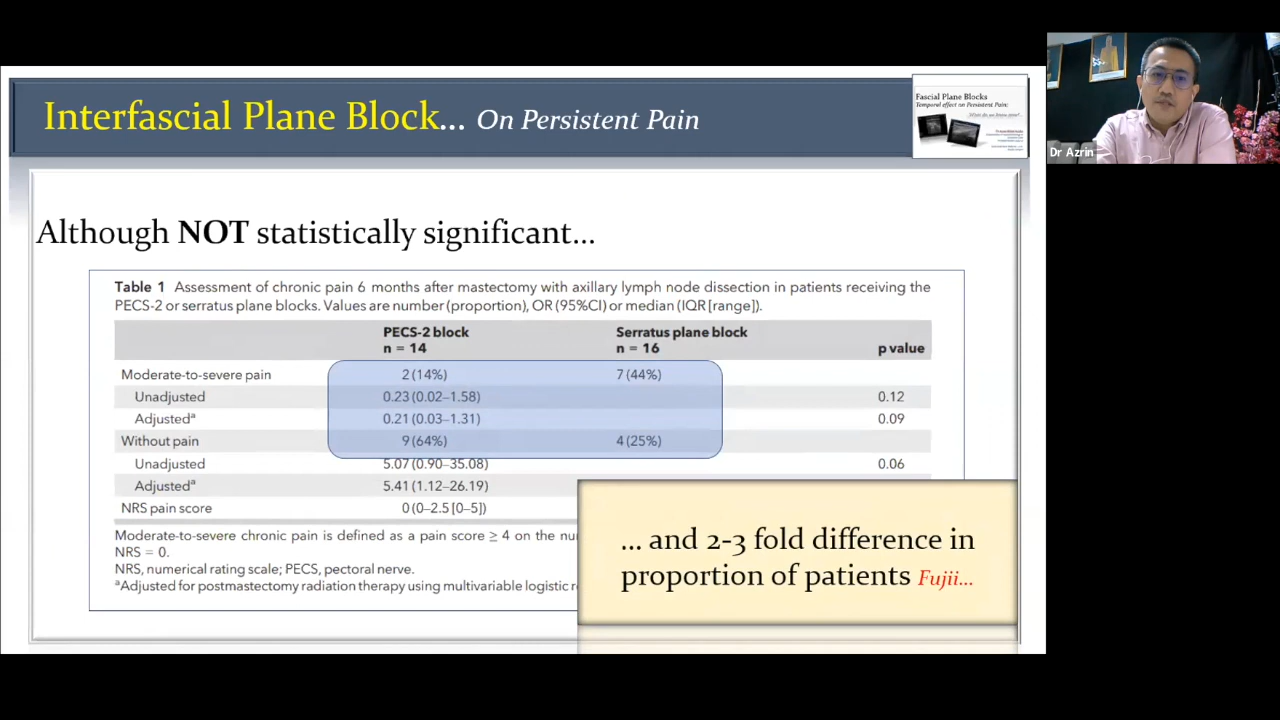 Interfascial Plane Block... On Persistent Pain
Fascial Plane Blocks
Temporal effect on Persistent Pain:
Dr Azrin
Although NOT statistically significant...
Table 1 Assessment of chronic pain 6 months after mastectomy with axillary lymph node dissection in patients receiving the
PECS-2 or serratus plane blocks. Values are number (proportion), OR (95%CI) or median (IQR [range]).
PECS-2 block Serratus plane block
n = 14 n = 16 p value
Moderate-to-severe pain 2 (14%) 7 (44%)
Unadjusted 0.23 (0.02–1.58) 0.12
Adjustedᵃ 0.21 (0.03–1.31) 0.09
Without pain 9 (64%) 4 (25%)
Unadjusted 5.07 (0.90–35.08) 0.06
Adjustedᵃ 5.41 (1.12–26.19)
NRS pain score 0 (0–2.5 [0–5])
Moderate-to-severe chronic pain is defined as a pain score ≥ 4 on the
NRS = 0.
NRS, numerical rating scale; PECS, pectoral nerve.
ᵃAdjusted for postmastectomy radiation therapy using multivariable logistic
... and 2-3 fold difference in
proportion of patients Fujii...